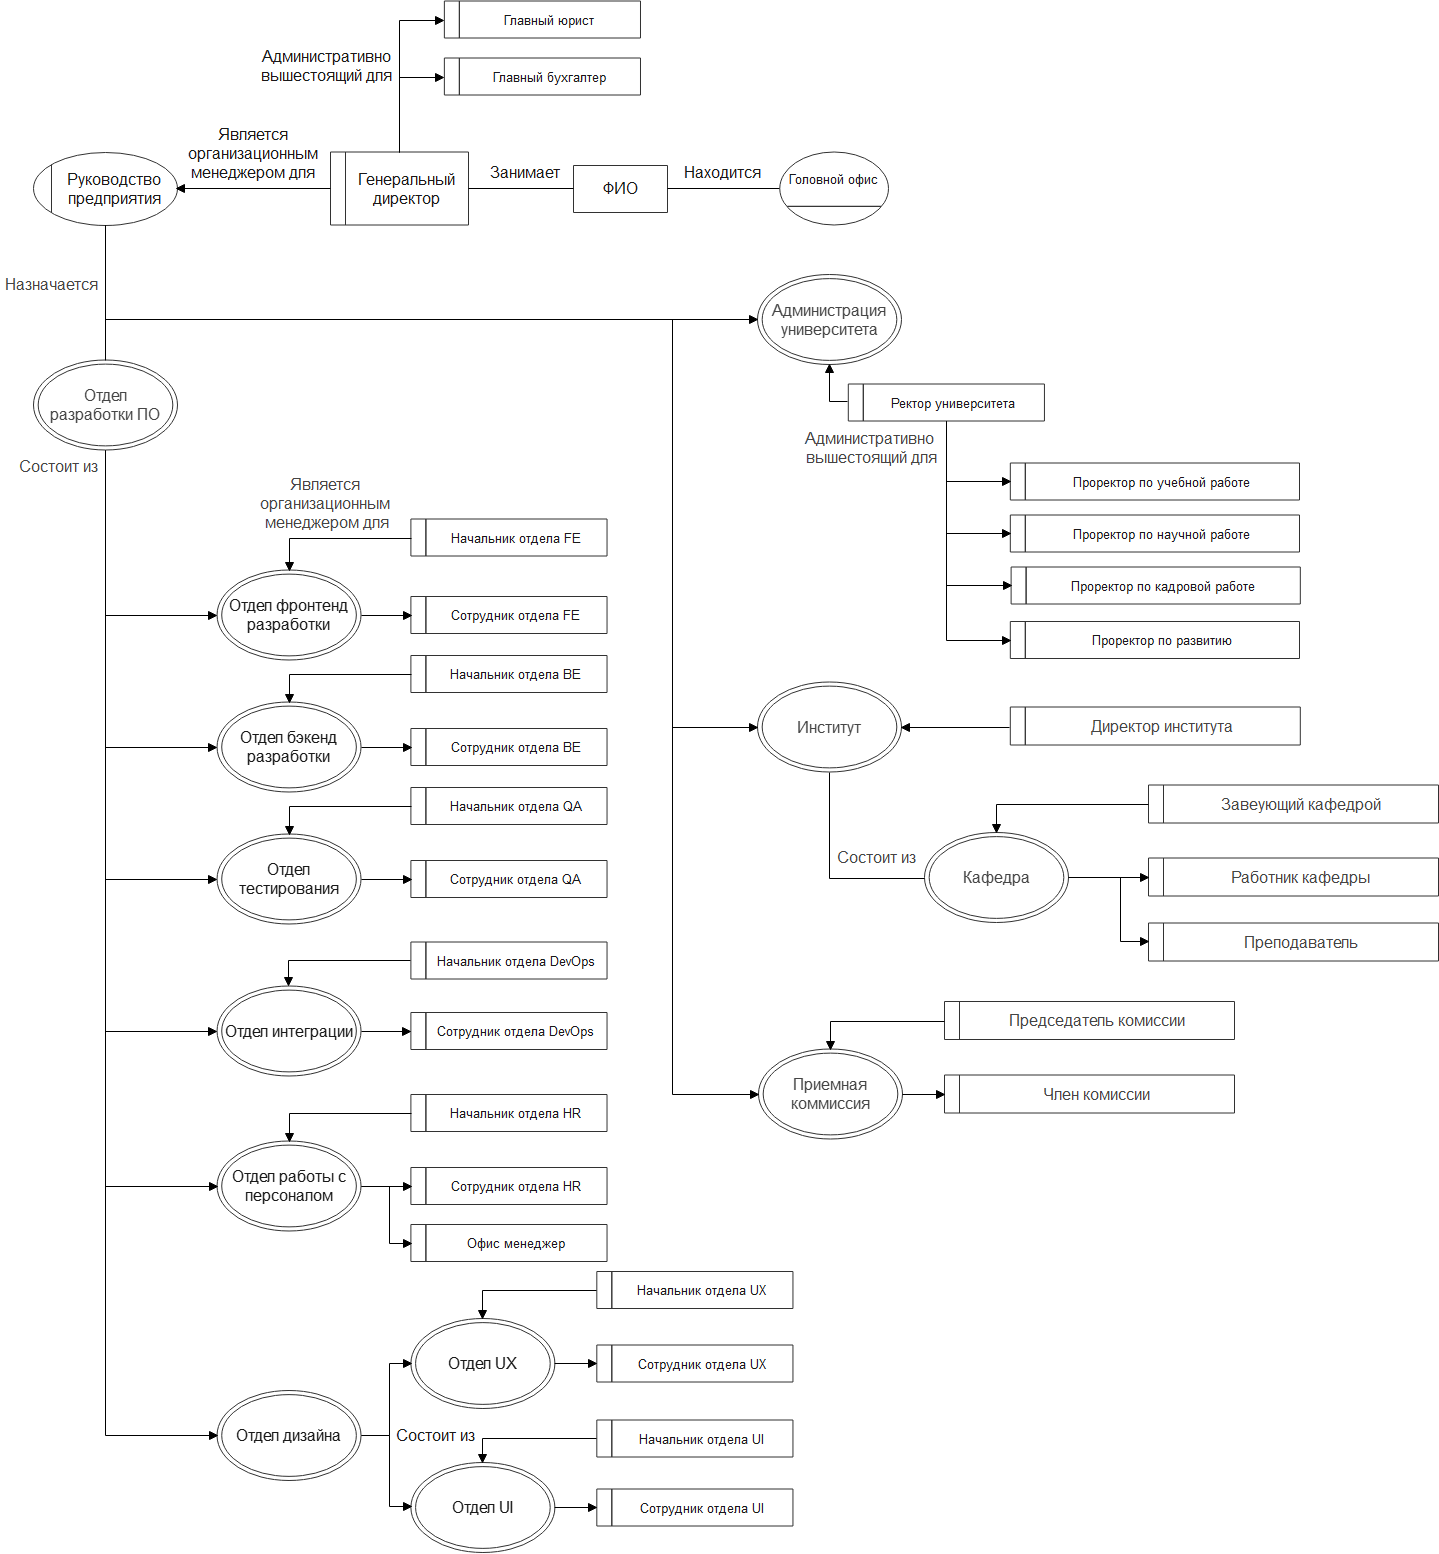 Главный юрист
Административно
вышестоящий для
Главный бухгалтер
Является
организационным
менеджером для
Руководство
предприятия
Генеральный
директор
Занимает
ФИО
Находится
Головной офис
Назначается
Администрация
университета
Отдел
разработки ПО
Ректор университета
Административно
вышестоящий для
Состоит из
Проректор по учебной работе
Проректор по научной работе
Проректор по кадровой работе
Проректор по развитию
Является
организационным
менеджером для
Начальник отдела FE
Отдел фронтенд
разработки
Сотрудник отдела FE
Начальник отдела BE
Отдел бэкенд
разработки
Сотрудник отдела BE
Институт
Директор института
Начальник отдела QA
Отдел
тестирования
Сотрудник отдела QA
Завеующий кафедрой
Состоит из
Кафедра
Работник кафедры
Преподаватель
Начальник отдела DevOps
Отдел интеграции
Сотрудник отдела DevOps
Председатель комиссии
Приемная
коммиссия
Член комиссии
Начальник отдела HR
Отдел работы с
персоналом
Сотрудник отдела HR
Офис менеджер
Начальник отдела UX
Отдел UX
Сотрудник отдела UX
Отдел дизайна
Состоит из
Начальник отдела UI
Отдел UI
Сотрудник отдела UI